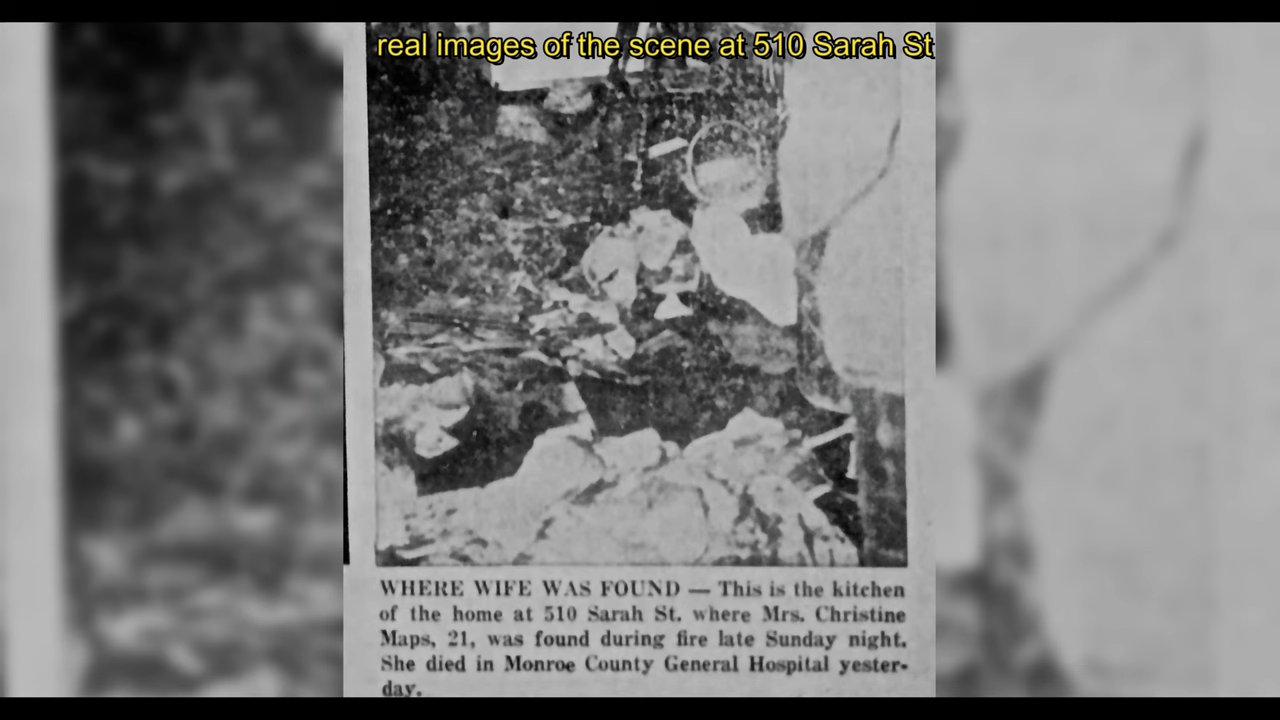 real images of the scene at 510 Sarah St
WHERE WIFE WAS FOUND — This is the kitchen
of the home at 510 Sarah St. where Mrs. Christine
Maps, 21, was found during fire late Sunday night.
She died in Monroe County General Hospital yester-
day.